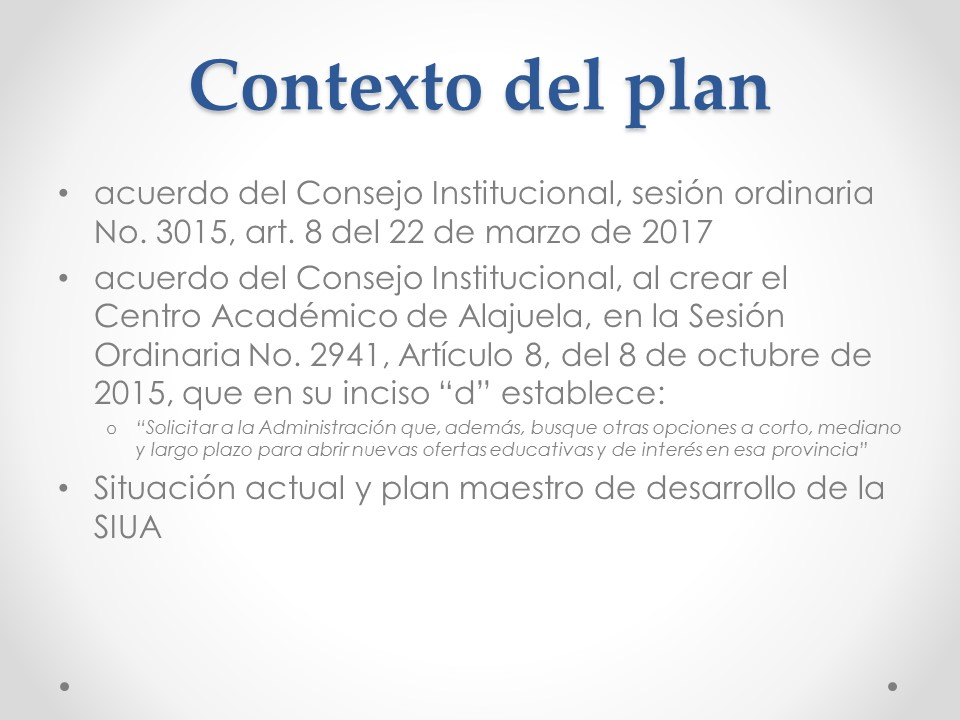 Contexto del plan
• acuerdo del Consejo Institucional, sesión ordinaria
No. 3015, art. 8 del 22 de marzo de 2017
• acuerdo del Consejo Institucional, al crear el
Centro Académico de Alajuela, en la Sesión
Ordinaria No. 2941, Artículo 8, del 8 de octubre de
2015, que en su inciso “d” establece:
o “Solicitar a la Administración que, además, busque otras opciones a corto, mediano
y largo plazo para abrir nuevas ofertas educativas y de interés en esa provincia”
• Situación actual y plan maestro de desarrollo de la
SIUA